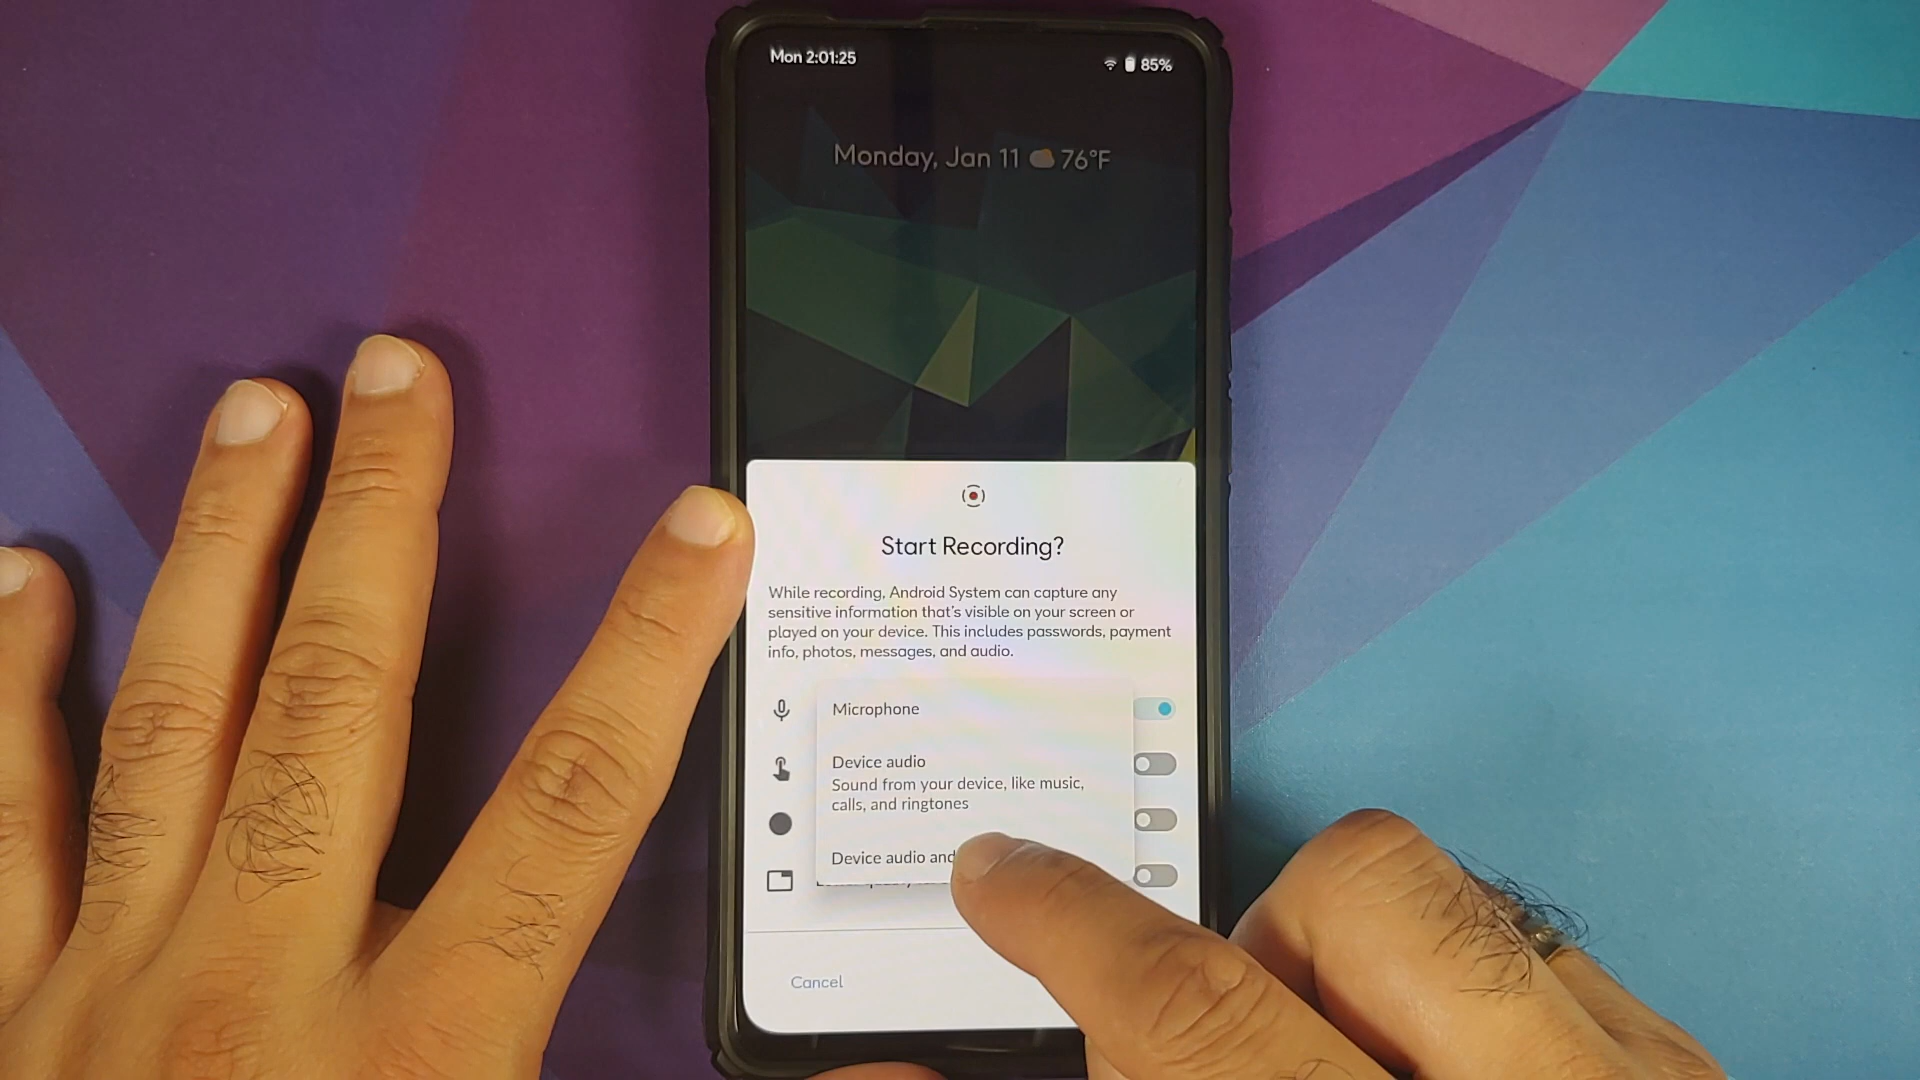 Mon 2:01:25
85%
Monday, Jan 11 76°F
Start Recording?
While recording, Android System can capture any
sensitive information that's visible on your screen or
played on your device. This includes passwords, payment
info, photos, messages, and audio.
Microphone
Device audio
Sound from your device, like music,
calls, and ringtones
Device audio and
Cancel